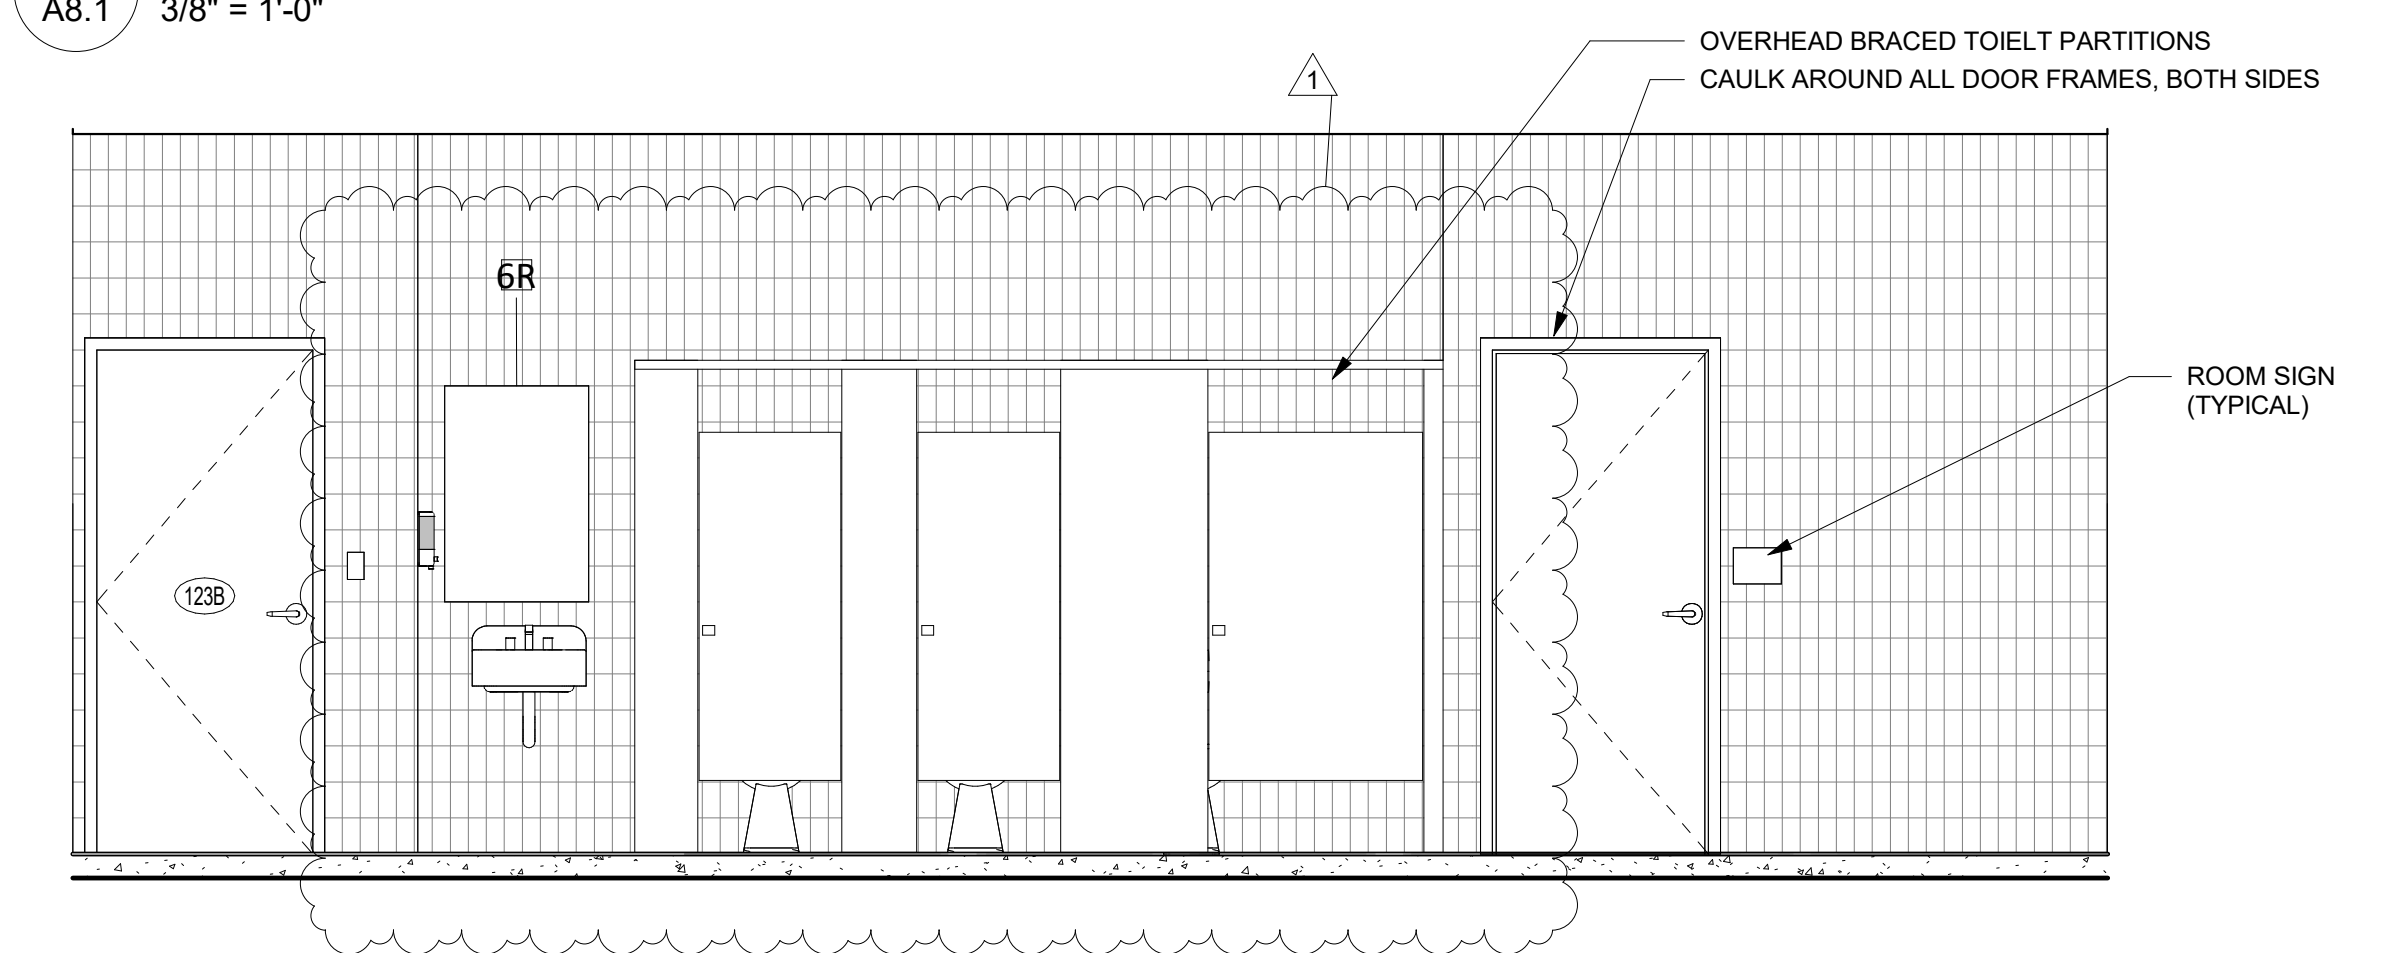 A8.1
3/8" = 1'-0"
OVERHEAD BRACED TOIELT PARTITIONS
1
CAULK AROUND ALL DOOR FRAMES, BOTH SIDES
6R
ROOM SIGN
(TYPICAL)
123B